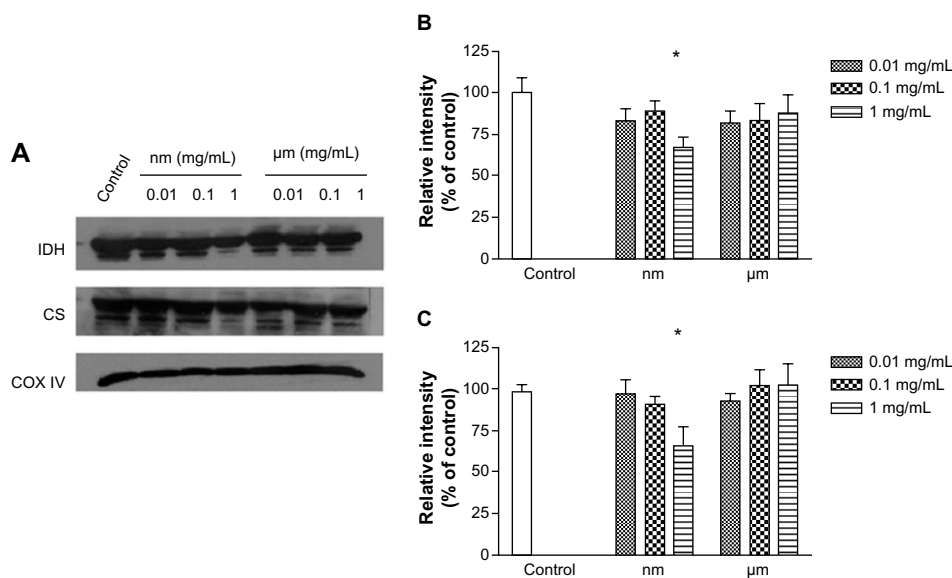 A
Control
nm (mg/mL)
µm (mg/mL)
0.01 0.1 1 0.01 0.1 1
IDH
CS
COX IV
B
Relative intensity
(% of control)
125
100
75
50
25
0
*
Control nm µm
0.01 mg/mL
0.1 mg/mL
1 mg/mL
C
Relative intensity
(% of control)
125
100
75
50
25
0
*
Control nm µm
0.01 mg/mL
0.1 mg/mL
1 mg/mL